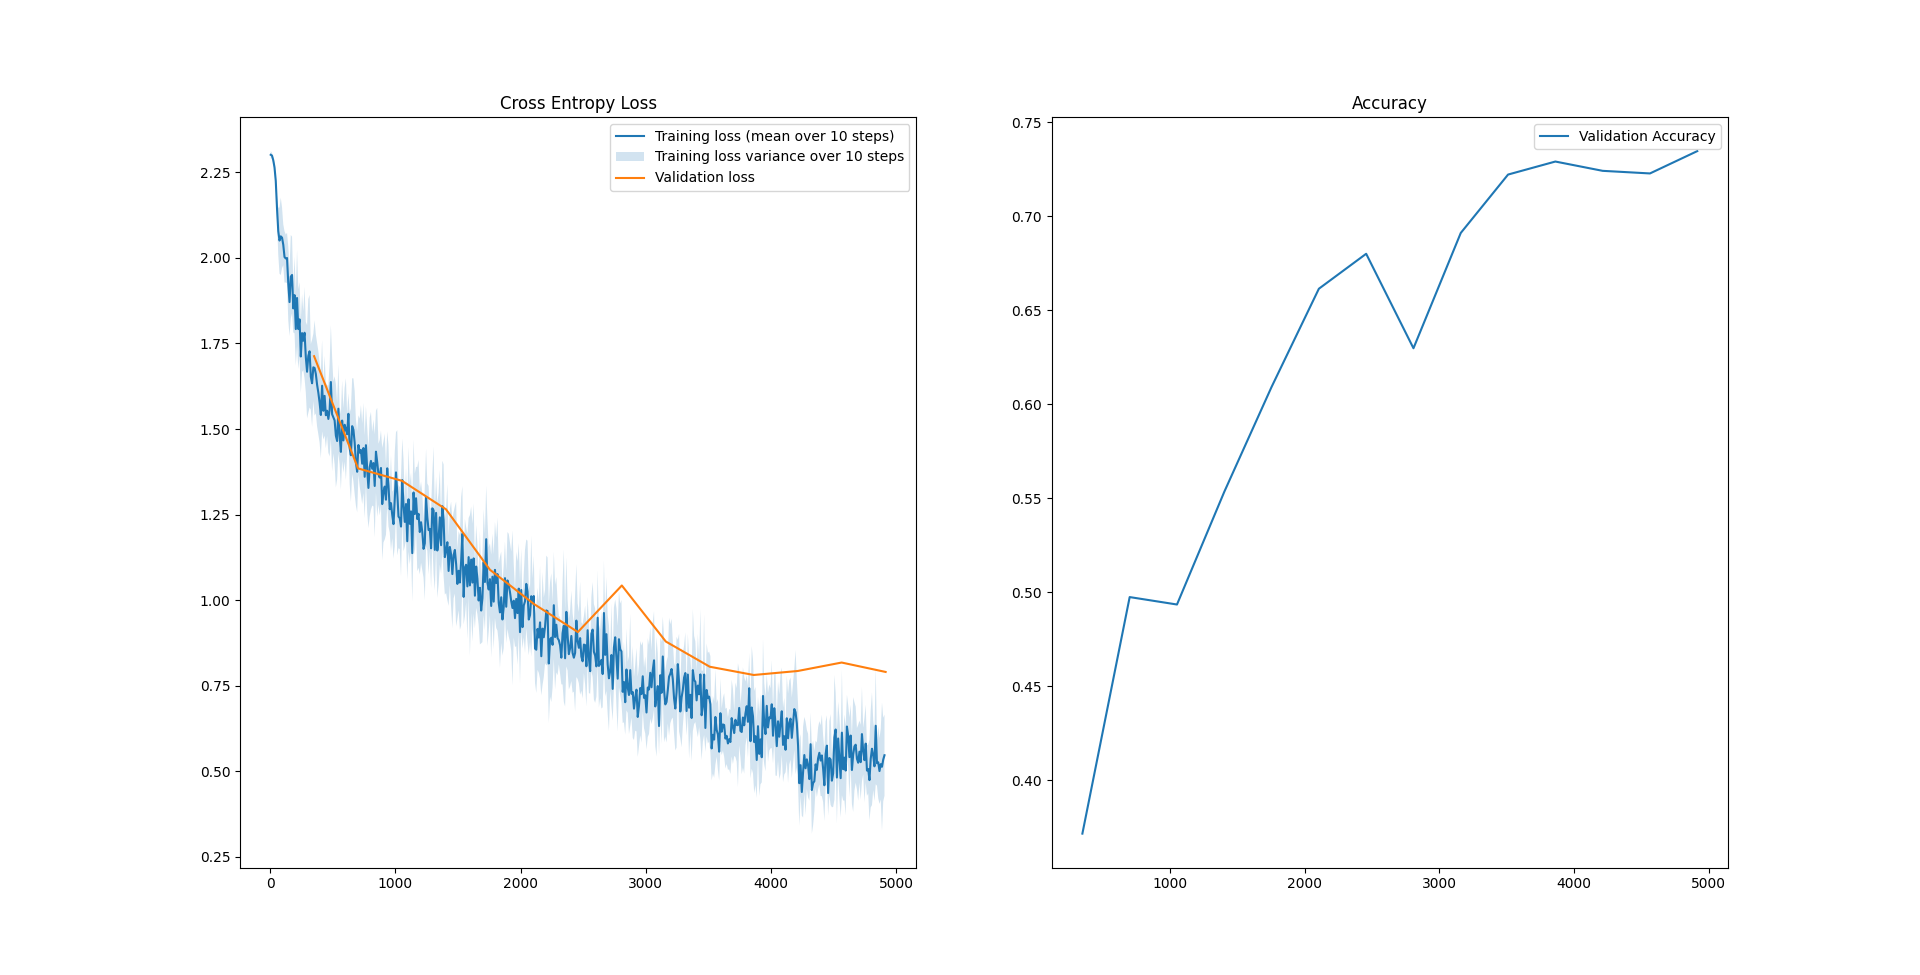 Cross Entropy Loss
Training loss (mean over 10 steps)
Training loss variance over 10 steps
Validation loss
2.25
2.00
1.75
1.50
1.25
1.00
0.75
0.50
0.25
0 1000 2000 3000 4000 5000
Accuracy
Validation Accuracy
0.75
0.70
0.65
0.60
0.55
0.50
0.45
0.40
1000 2000 3000 4000 5000